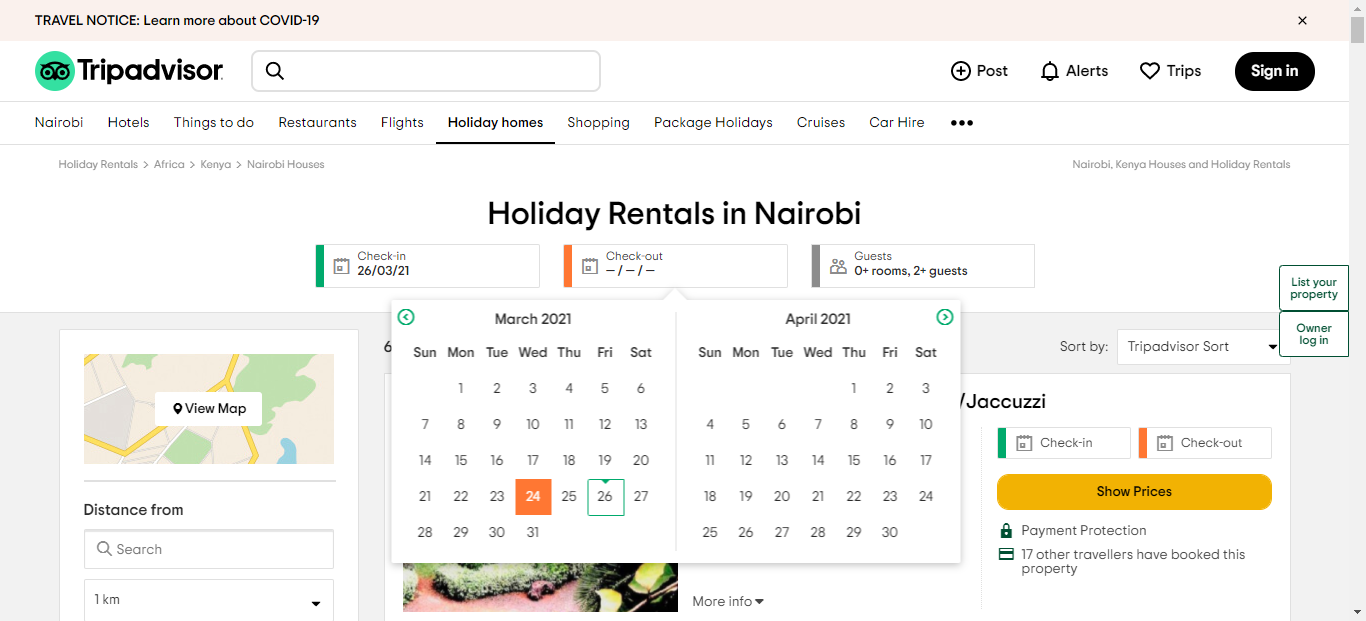 TRAVEL NOTICE: Learn more about COVID-19
Tripadvisor
Post
Alerts
Trips
Sign in
Nairobi Hotels Things to do Restaurants Flights Holiday homes Shopping Package Holidays Cruises Car Hire
Holiday Rentals > Africa > Kenya > Nairobi Houses
Nairobi, Kenya Houses and Holiday Rentals
Holiday Rentals in Nairobi
Check-in
26/03/21
Check-out
– / – / –
Guests
0+ rooms, 2+ guests
List your
property
Owner
log in
March 2021
Sun Mon Tue Wed Thu Fri Sat
1 2 3 4 5 6
7 8 9 10 11 12 13
14 15 16 17 18 19 20
21 22 23 24 25 26 27
28 29 30 31
April 2021
Sun Mon Tue Wed Thu Fri Sat
1 2 3
4 5 6 7 8 9 10
11 12 13 14 15 16 17
18 19 20 21 22 23 24
25 26 27 28 29 30
View Map
Distance from
Search
1 km
Sort by:
Tripadvisor Sort
/Jaccuzzi
Check-in
Check-out
Show Prices
Payment Protection
17 other travellers have booked this
property
More info